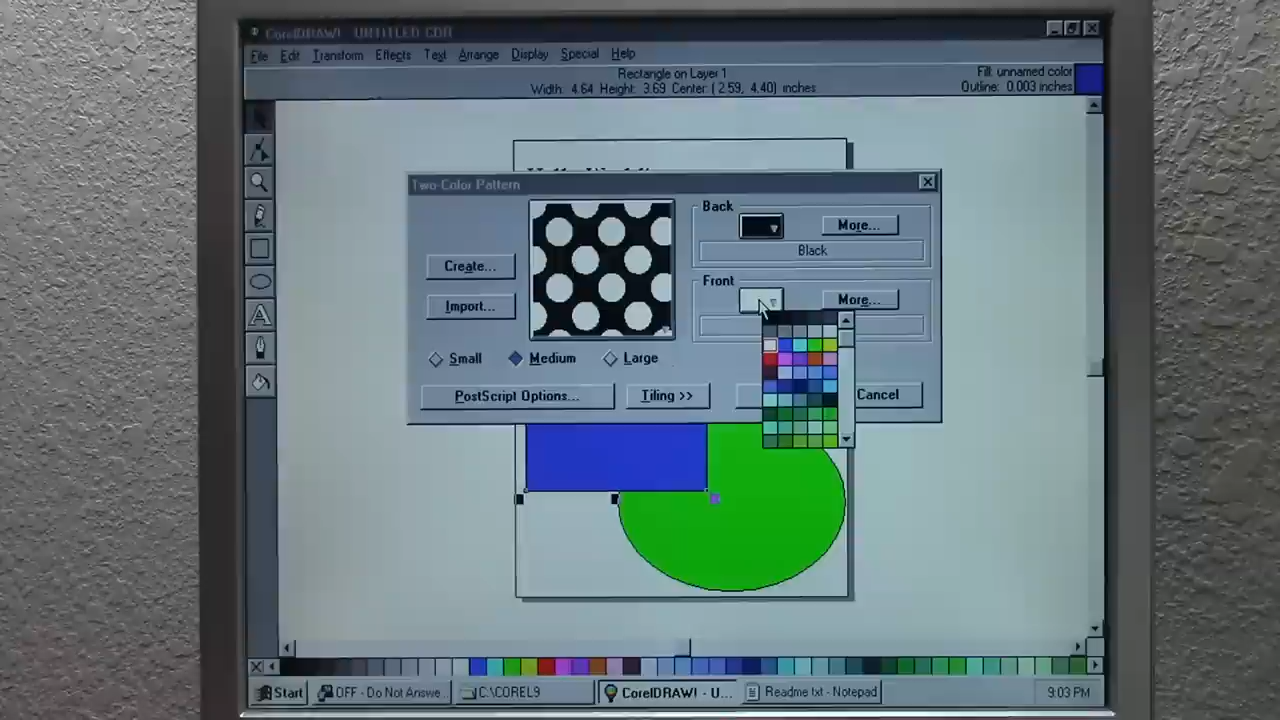 CorelDRAW! - UNTITLED.CDR
File Edit Transform Effects Text Arrange Display Special Help
Rectangle on Layer 1
Width: 4.64 Height: 3.69 Center: ( 2.59, 4.40) inches
Fill: unnamed color
Outline: 0.003 inches
Two-Color Pattern
Back
More...
Black
Create...
Import...
Front
More...
Small Medium Large
PostScript Options... Tiling >> Cancel
Start OFF - Do Not Answe... C:\COREL9 CorelDRAW! - U... Readme.txt - Notepad 9:03 PM